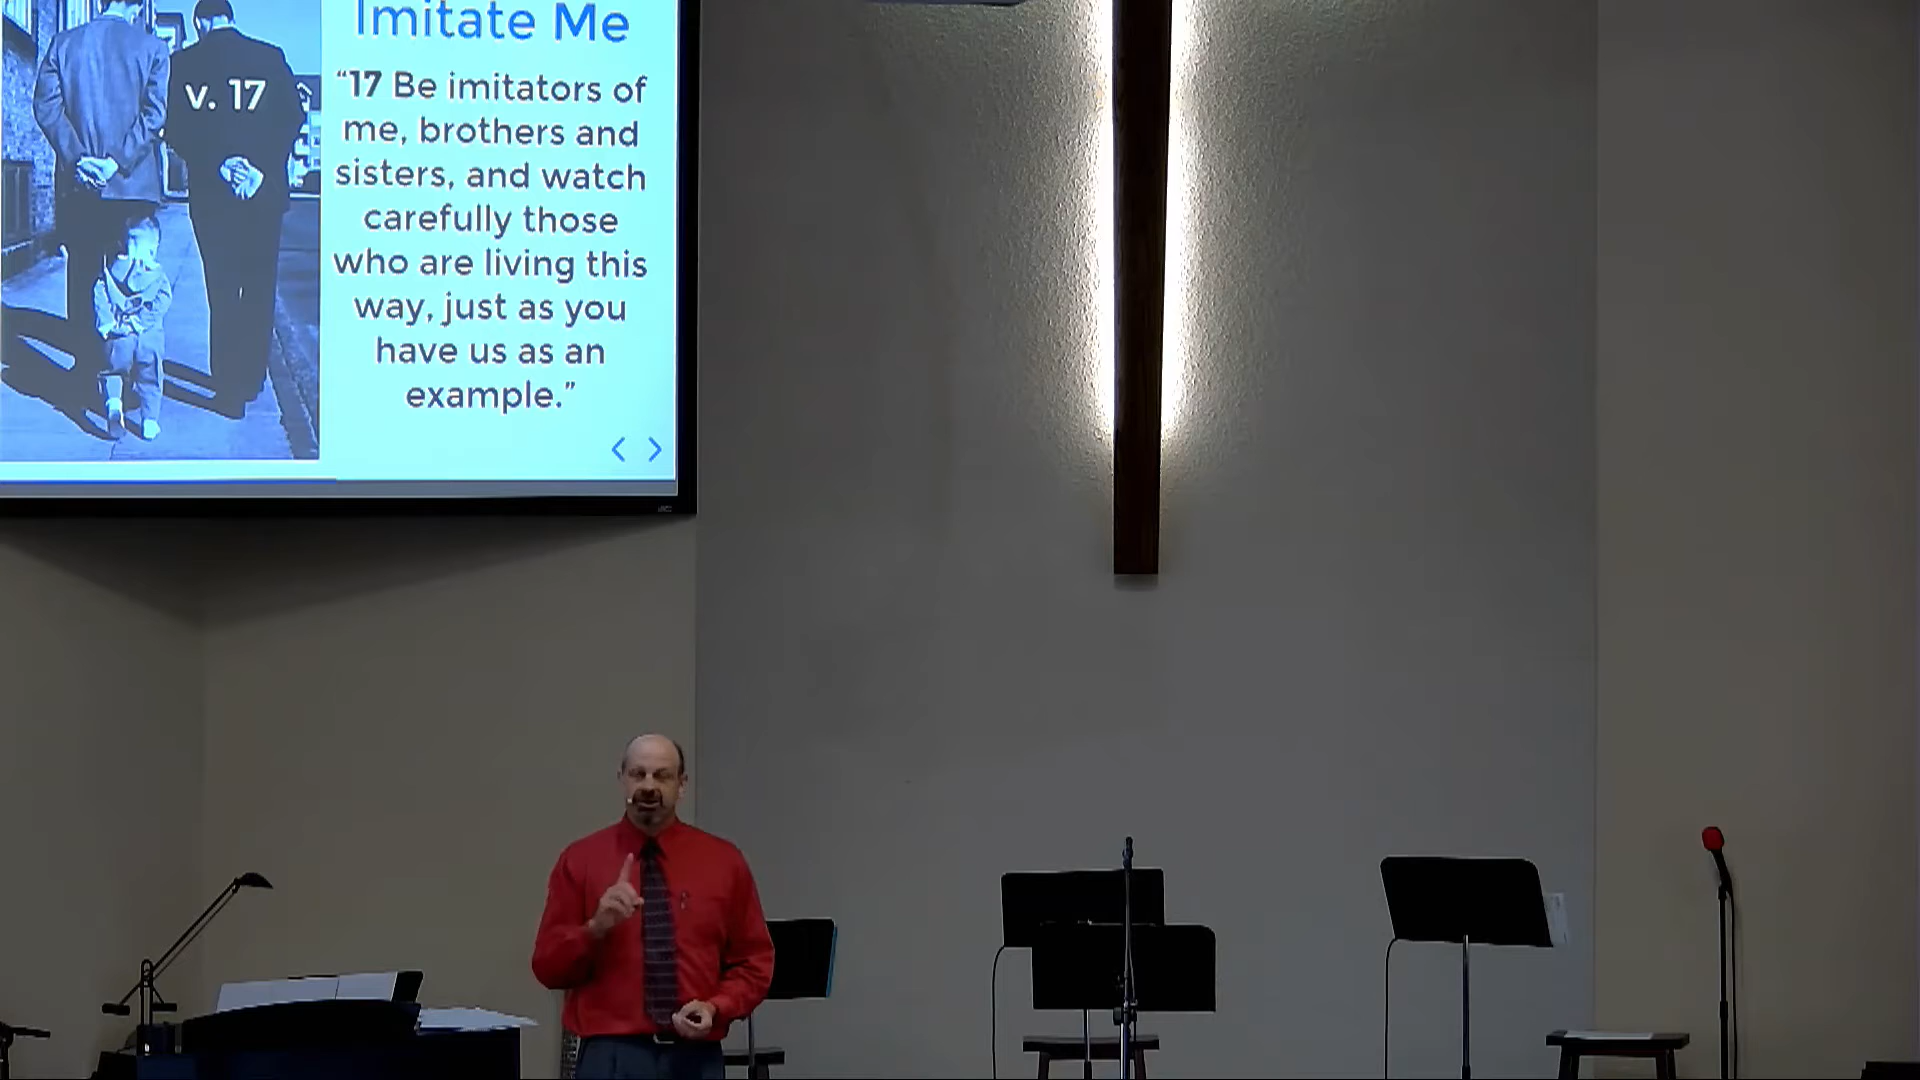 Imitate Me
v. 17
“17 Be imitators of
me, brothers and
sisters, and watch
carefully those
who are living this
way, just as you
have us as an
example.”